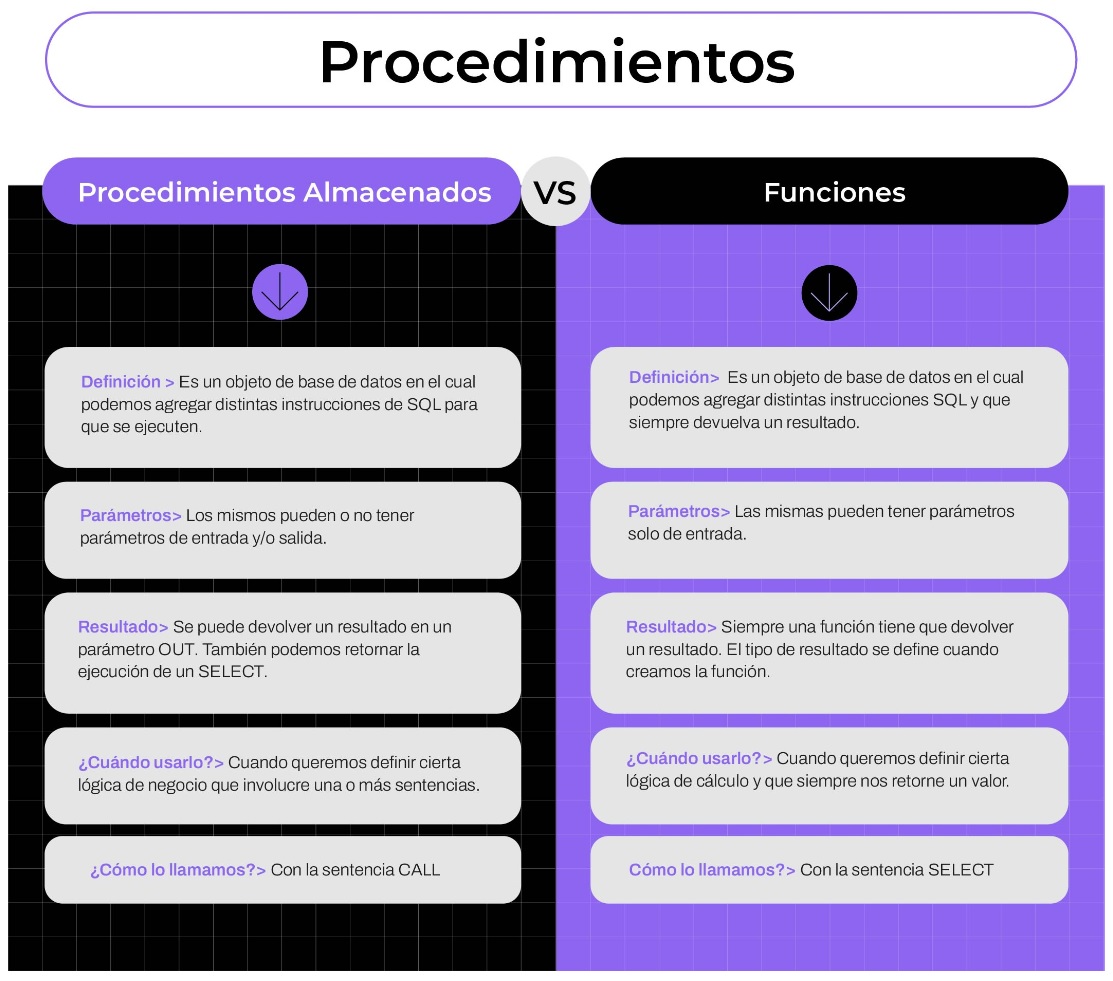 Procedimientos
Procedimientos Almacenados
VS
Funciones
Definición > Es un objeto de base de datos en el cual
podemos agregar distintas instrucciones de SQL para
que se ejecuten.
Parámetros> Los mismos pueden o no tener
parámetros de entrada y/o salida.
Resultado> Se puede devolver un resultado en un
parámetro OUT. También podemos retornar la
ejecución de un SELECT.
¿Cuándo usarlo?> Cuando queremos definir cierta
lógica de negocio que involucre una o más sentencias.
¿Cómo lo llamamos?> Con la sentencia CALL
Definición> Es un objeto de base de datos en el cual
podemos agregar distintas instrucciones SQL y que
siempre devuelva un resultado.
Parámetros> Las mismas pueden tener parámetros
solo de entrada.
Resultado> Siempre una función tiene que devolver
un resultado. El tipo de resultado se define cuando
creamos la función.
¿Cuándo usarlo?> Cuando queremos definir cierta
lógica de cálculo y que siempre nos retorne un valor.
Cómo lo llamamos?> Con la sentencia SELECT